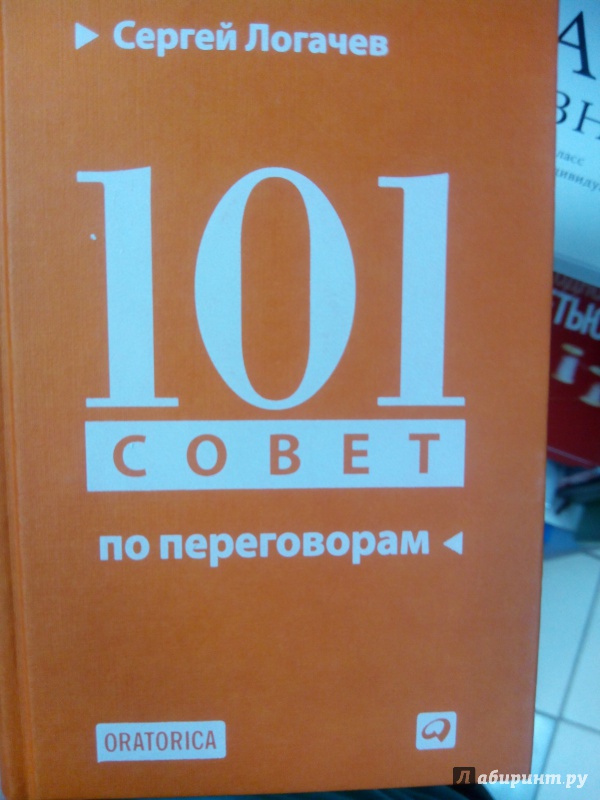 Сергей Логачев
101
СОВЕТ
по переговорам
ORATORICA
Лабиринт.ру